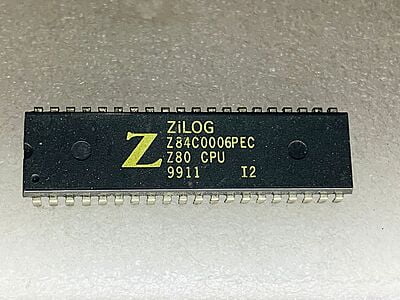 Z
ZiLOG
Z84C0006PEC
Z80 CPU
9911 I2